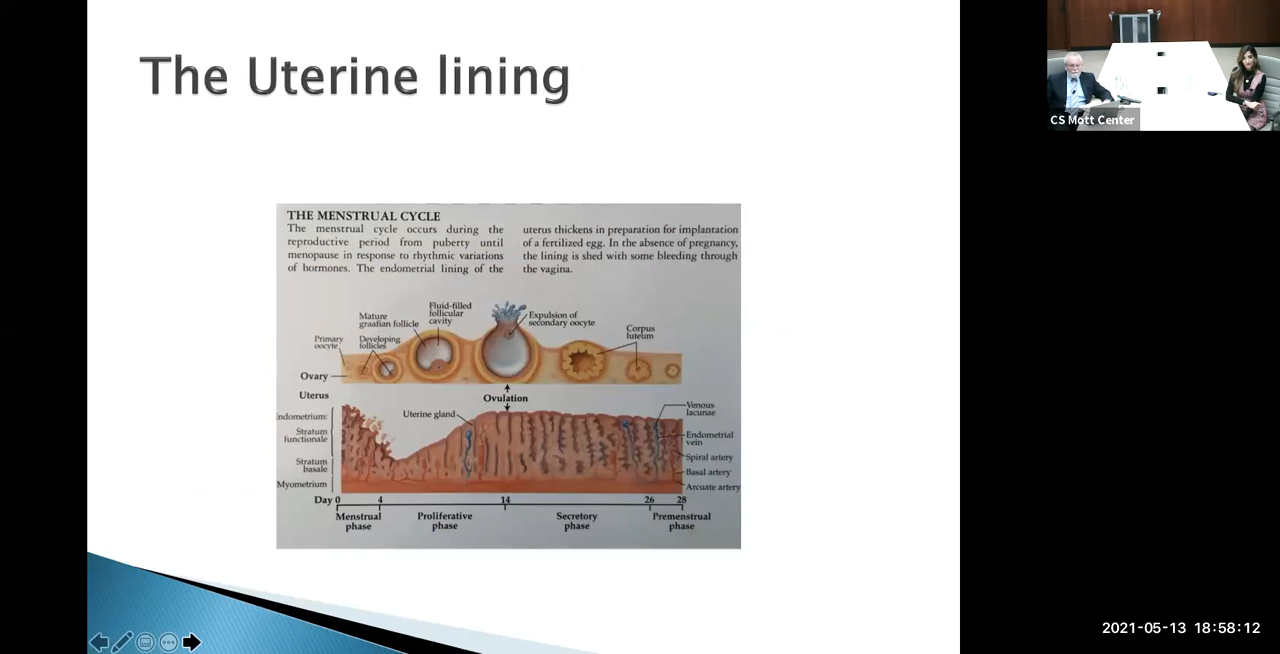 The Uterine lining
CS Mott Center
THE MENSTRUAL CYCLE
The menstrual cycle occurs during the
reproductive period from puberty until
menopause in response to rhythmic variations
of hormones. The endometrial lining of the
uterus thickens in preparation for implantation
of a fertilized egg. In the absence of pregnancy,
the lining is shed with some bleeding through
the vagina.
Primary
oocyte
Developing
follicles
Mature
graafian follicle
Fluid-filled
follicular
cavity
Expulsion of
secondary oocyte
Corpus
luteum
Ovary
Ovulation
Uterus
Endometrium:
Stratum
functionale
Stratum
basale
Myometrium
Uterine gland
Venous
lacunae
Endometrial
vein
Spiral artery
Basal artery
Arcuate artery
Day 0 4 14 26 28
Menstrual
phase
Proliferative
phase
Secretory
phase
Premenstrual
phase
2021-05-13 18:58:12